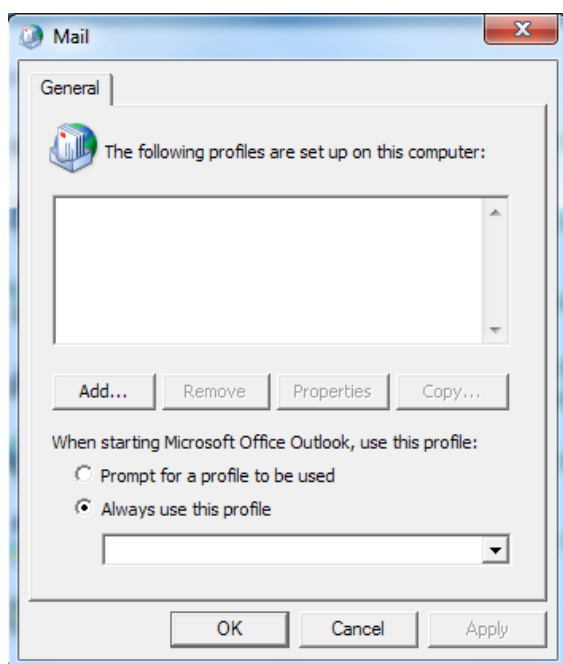 Mail
General
The following profiles are set up on this computer:
Add... Remove Properties Copy...
When starting Microsoft Office Outlook, use this profile:
Prompt for a profile to be used
Always use this profile
OK Cancel Apply